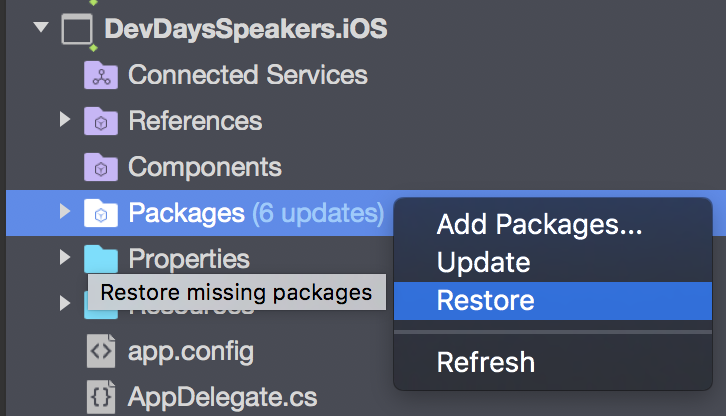 DevDaysSpeakers.iOS
Connected Services
References
Components
Packages (6 updates)
Add Packages...
Update
Restore
Refresh
Properties
Restore missing packages
Resources
app.config
AppDelegate.cs